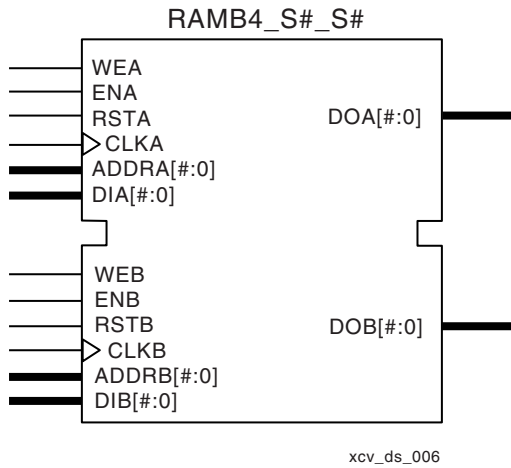 RAMB4_S#_S#
WEA
ENA
RSTA
CLKA
ADDRA[#:0]
DIA[#:0]
DOA[#:0]
WEB
ENB
RSTB
CLKB
ADDRB[#:0]
DIB[#:0]
DOB[#:0]
xcv_ds_006